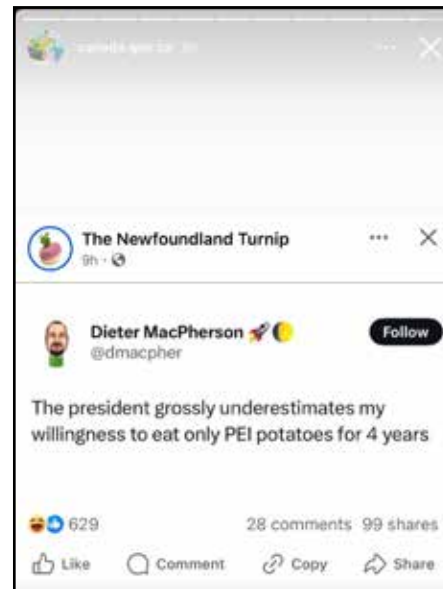 The Newfoundland Turnip
9h ·
Dieter MacPherson
Follow
@dmacpher
The president grossly underestimates my
willingness to eat only PEI potatoes for 4 years
629
28 comments 99 shares
Like Comment Copy Share